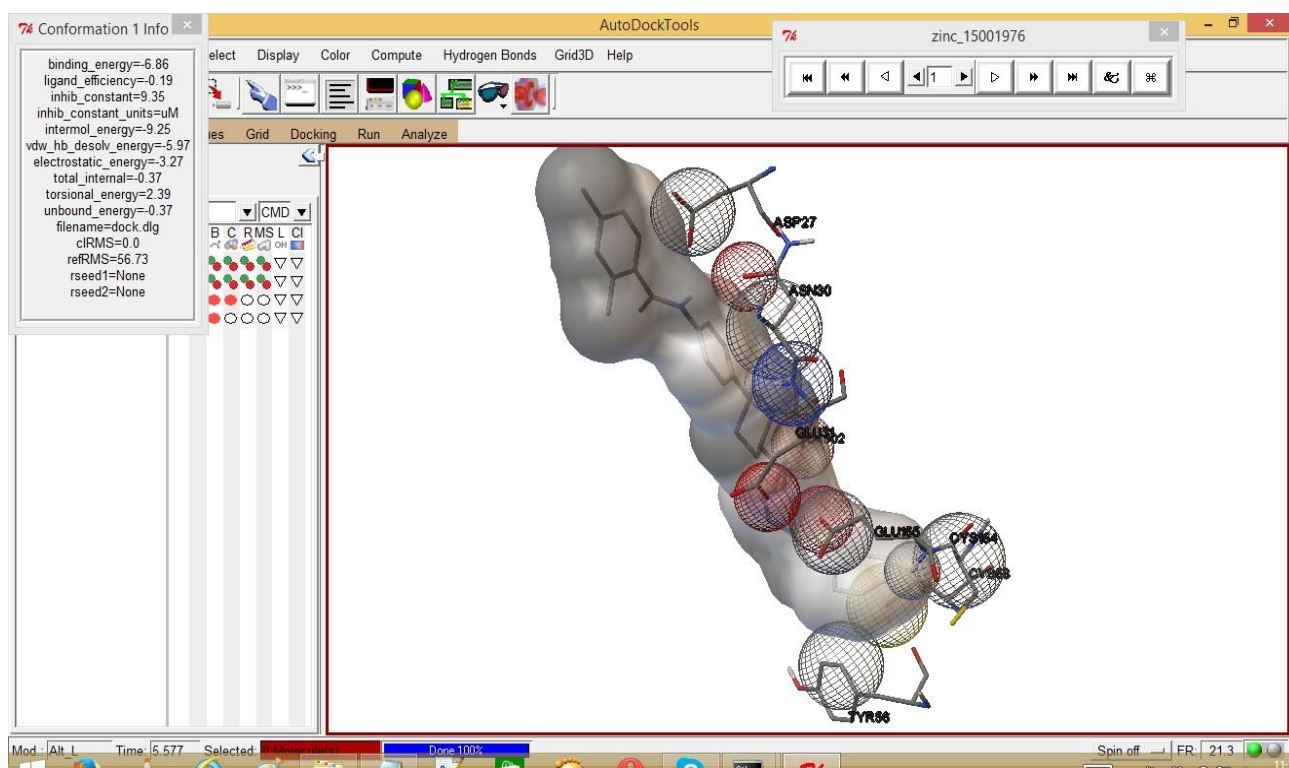 AutoDockTools
Conformation 1 Info
binding_energy=-6.86
ligand_efficiency=-0.19
inhib_constant=9.35
inhib_constant_units=uM
intermol_energy=-9.25
vdw_hb_desolv_energy=-5.97
electrostatic_energy=-3.27
total_internal=-0.37
torsional_energy=2.39
unbound_energy=-0.37
filename=dock.dlg
clRMS=0.0
refRMS=56.73
rseed1=None
rseed2=None
elect Display Color Compute Hydrogen Bonds Grid3D Help
zinc_15001976
1
ues Grid Docking Run Analyze
CMD
B C R MS L Cl
ASP27
ASN30
GLU31
GLU165 CYS164
TYR56
Mod.: Alt_L Time: 5.577 Selected: Done 100% Spin off FR: 21.3